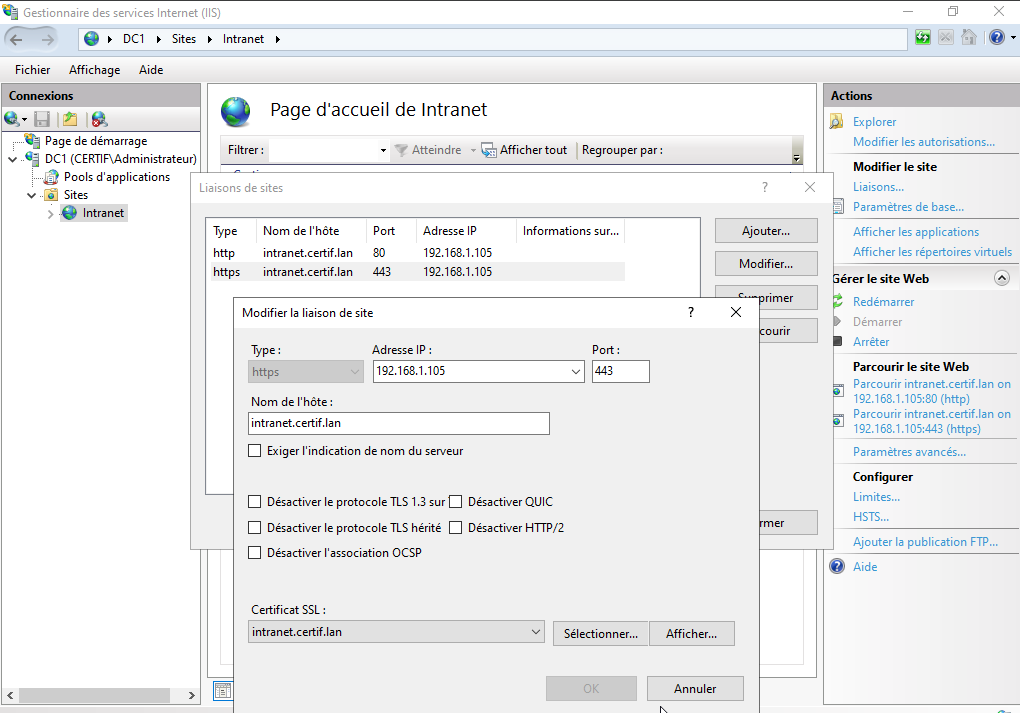 Gestionnaire des services Internet (IIS)
DC1 Sites Intranet
Fichier Affichage Aide
Connexions
Page de démarrage
DC1 (CERTIF\Administrateur)
Pools d'applications
Sites
Intranet
Page d'accueil de Intranet
Filtrer : Atteindre Afficher tout Regrouper par :
Liaisons de sites
Type Nom de l'hôte Port Adresse IP Informations sur...
http intranet.certif.lan 80 192.168.1.105
https intranet.certif.lan 443 192.168.1.105
Ajouter...
Modifier...
Supprimer
courir
rmer
Modifier la liaison de site
Type : Adresse IP : Port :
https 192.168.1.105 443
Nom de l'hôte :
intranet.certif.lan
Exiger l'indication de nom du serveur
Désactiver le protocole TLS 1.3 sur Désactiver QUIC
Désactiver le protocole TLS hérité Désactiver HTTP/2
Désactiver l'association OCSP
Certificat SSL :
intranet.certif.lan Sélectionner... Afficher...
OK Annuler
Actions
Explorer
Modifier les autorisations...
Modifier le site
Liaisons...
Paramètres de base...
Afficher les applications
Afficher les répertoires virtuels
Gérer le site Web
Redémarrer
Démarrer
Arrêter
Parcourir le site Web
Parcourir intranet.certif.lan on
192.168.1.105:80 (http)
Parcourir intranet.certif.lan on
192.168.1.105:443 (https)
Paramètres avancés...
Configurer
Limites...
HSTS...
Ajouter la publication FTP...
Aide